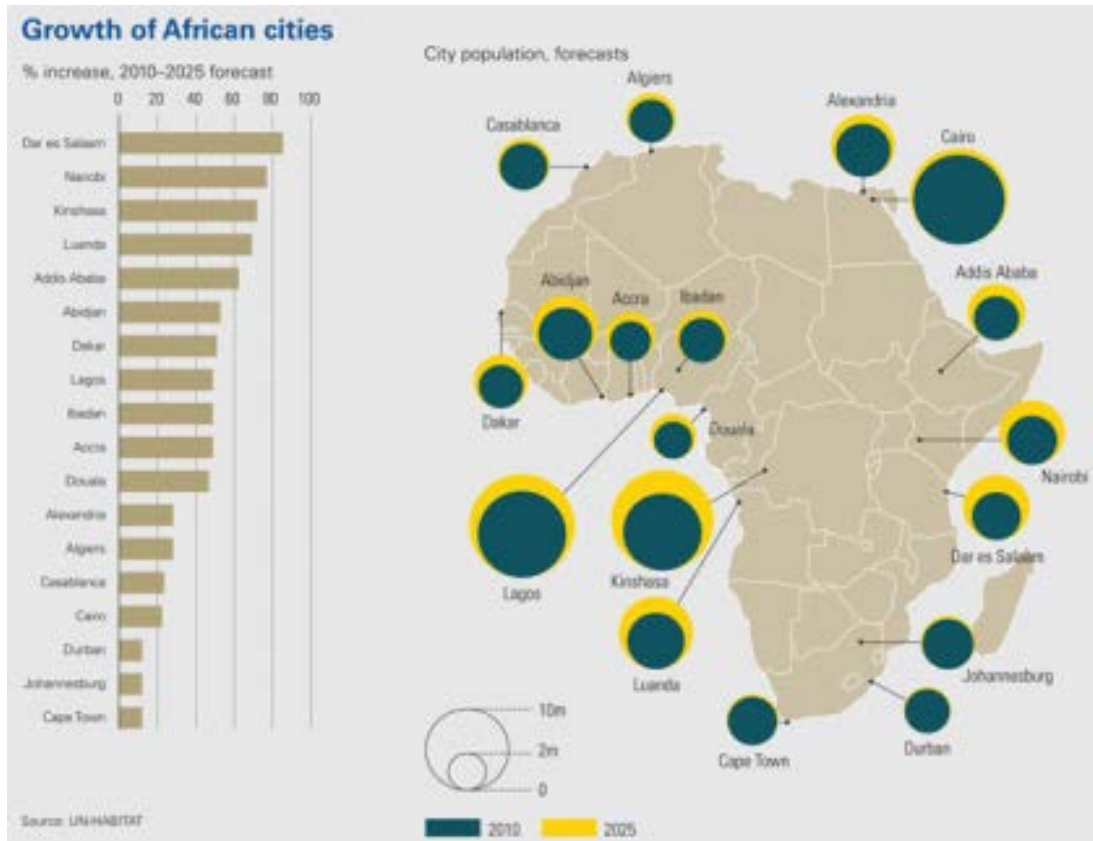 Growth of African cities
% increase, 2010–2025 forecast
0 20 40 60 80 100
Dar es Salaam
Nairobi
Kinshasa
Luanda
Addis Ababa
Abidjan
Dakar
Lagos
Ibadan
Accra
Douala
Alexandria
Algiers
Casablanca
Cairo
Durban
Johannesburg
Cape Town
Source: UN-HABITAT
City population, forecasts
Algiers
Casablanca
Alexandria
Cairo
Addis Ababa
Abidjan
Accra
Ibadan
Dakar
Douala
Nairobi
Lagos
Kinshasa
Dar es Salaam
Luanda
Johannesburg
Cape Town
Durban
10m
2m
0
2010
2025